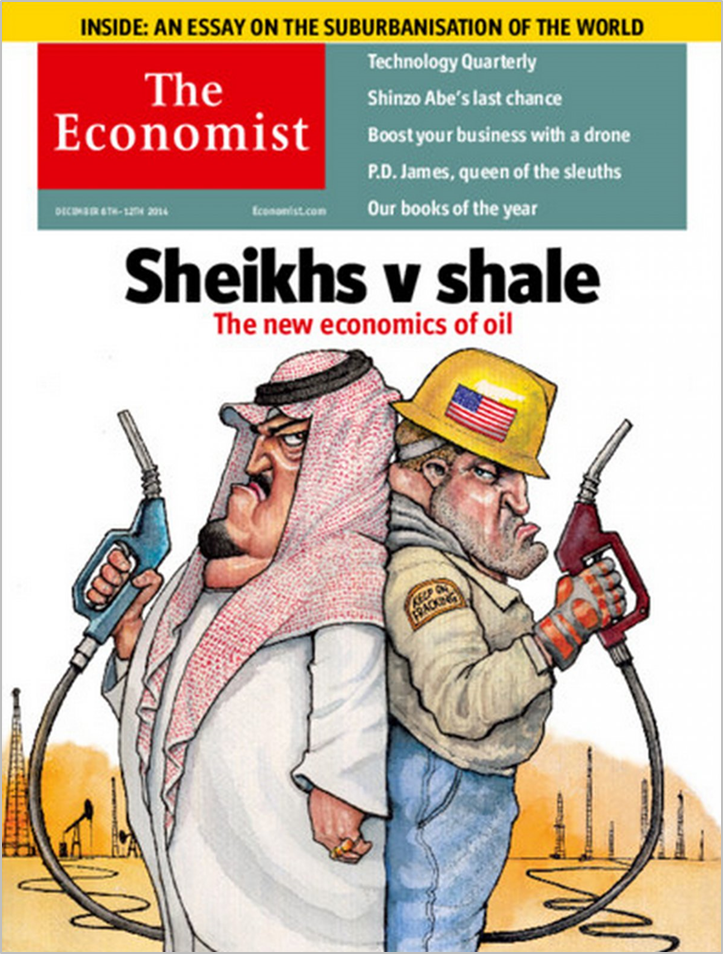 INSIDE: AN ESSAY ON THE SUBURBANISATION OF THE WORLD
The
Economist
DECEMBER 6TH–12TH 2014
Economist.com
Technology Quarterly
Shinzo Abe's last chance
Boost your business with a drone
P.D. James, queen of the sleuths
Our books of the year
Sheikhs v shale
The new economics of oil
KEEP ON
FRACKING